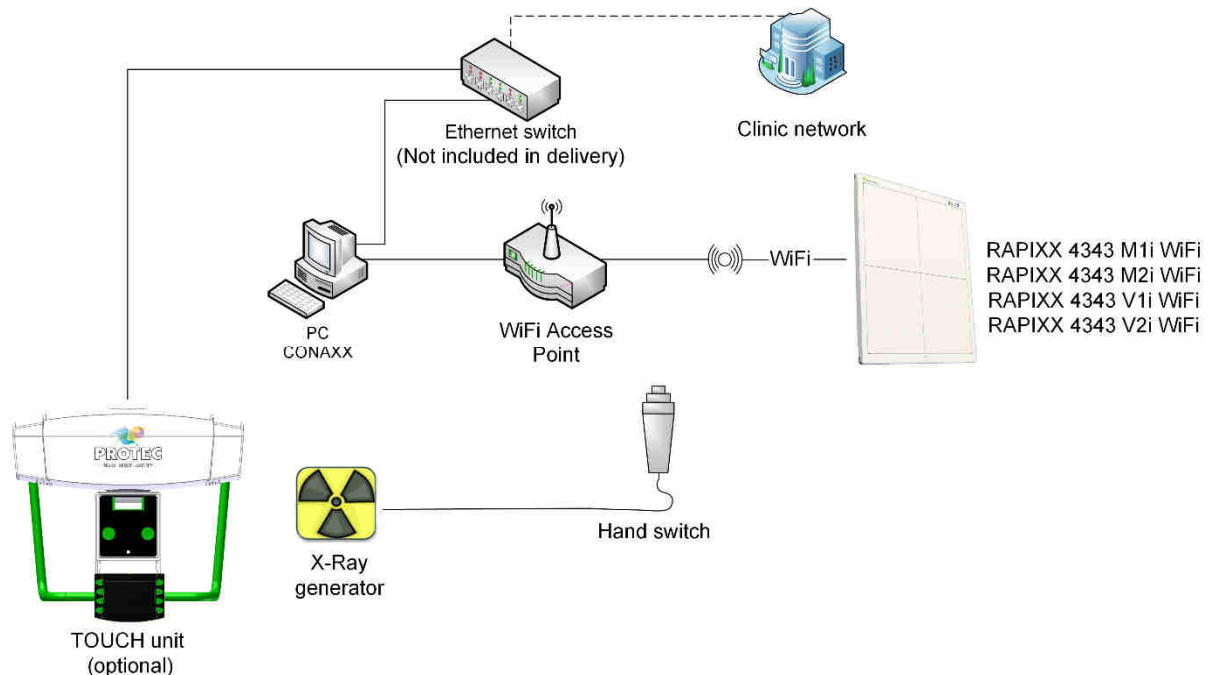 Ethernet switch
(Not included in delivery)
Clinic network
PC
CONAXX
WiFi Access
Point
WiFi
RAPIXX 4343 M1i WiFi
RAPIXX 4343 M2i WiFi
RAPIXX 4343 V1i WiFi
RAPIXX 4343 V2i WiFi
PROTEC
X-Ray
generator
Hand switch
TOUCH unit
(optional)